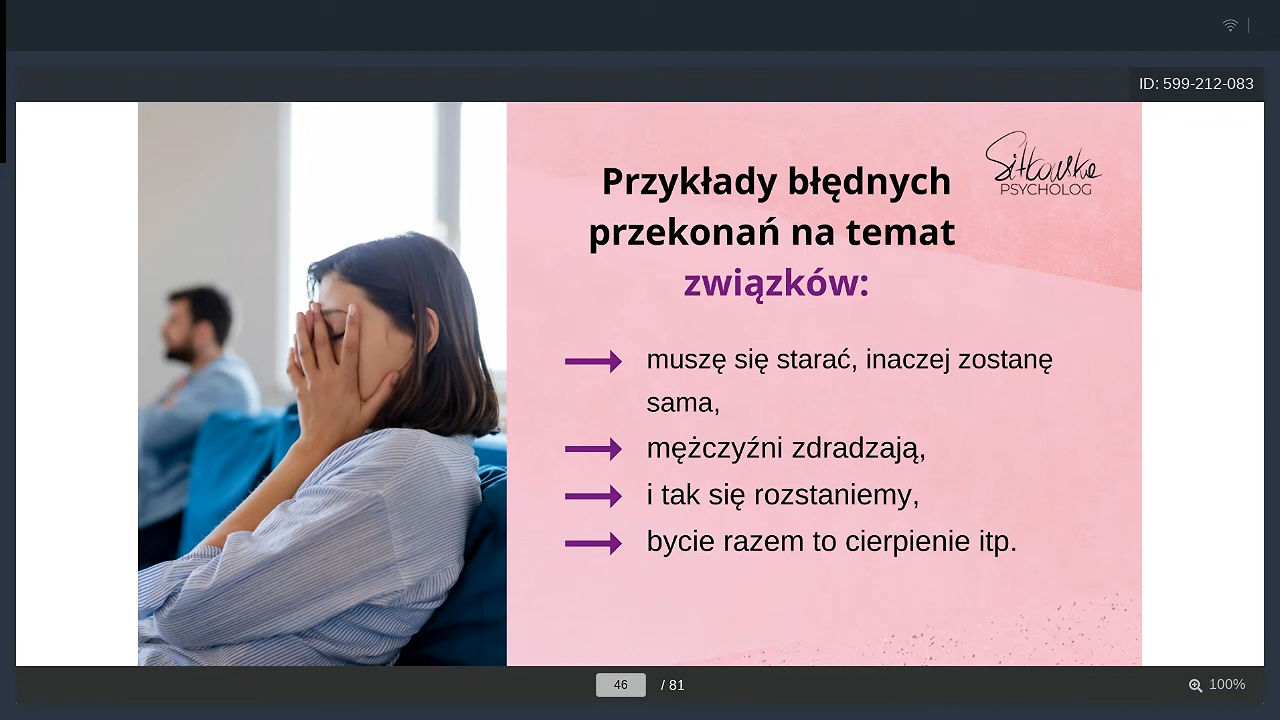 ID: 599-212-083
Siłowska
PSYCHOLOG
Przykłady błędnych
przekonań na temat
związków:
muszę się starać, inaczej zostanę
sama,
mężczyźni zdradzają,
i tak się rozstaniemy,
bycie razem to cierpienie itp.
46 / 81
100%